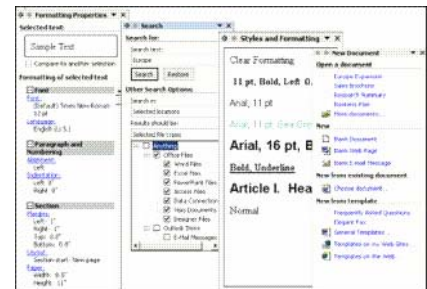 Formatting Properties
Selected text:
Sample Text
Compare to another selection
Formatting of selected text
Font
Font:
(Default) Times New Roman
12 pt
Language:
English (U.S.)
Paragraph and
Numbering
Alignment:
Left
Indentation:
Left: 0"
Right: 0"
Section
Margins:
Left: 1"
Right: 1"
Top: 0.8"
Bottom: 0.8"
Layout:
Section start: New page
Paper:
Width: 8.5"
Height: 11"
Search
Search for:
Search text:
Europe
Search
Restore
Other Search Options:
Search in:
Selected locations
Results should be:
Selected file types
Anything
Office Files
Word Files
Excel Files
PowerPoint Files
Access Files
Data Connection
Web Documents
Designer Files
Outlook Items
E-Mail Messages
Styles and Formatting
Clear Formatting
11 pt, Bold, Left 0.
Arial, 11 pt
Arial, 11 pt, Sea Gre
Arial, 16 pt, B
Bold, Underline
Article I. Hea
Normal
New Document
Open a document
Europe Expansion
Sales Brochure
Research Summary
Business Plan
More documents...
New
Blank Document
Blank Web Page
Blank E-mail Message
New from existing document
Choose document...
New from template
Frequently Asked Questions
Elegant Fax
General Templates...
Templates on my Web Sites
Templates on the Web